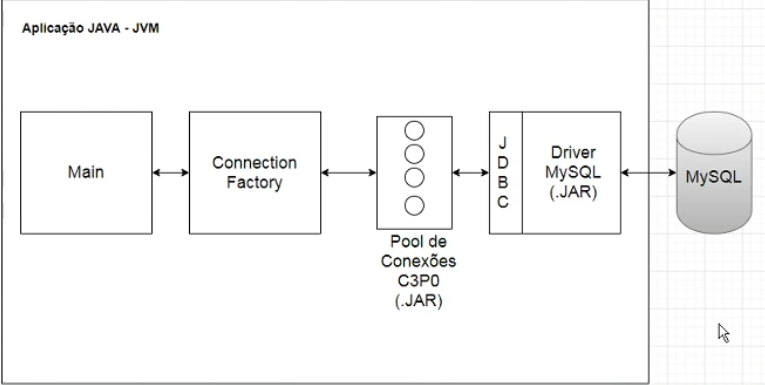 Aplicação JAVA - JVM
Main
Connection
Factory
Pool de
Conexões
C3P0
(.JAR)
J
D
B
C
Driver
MySQL
(.JAR)
MySQL